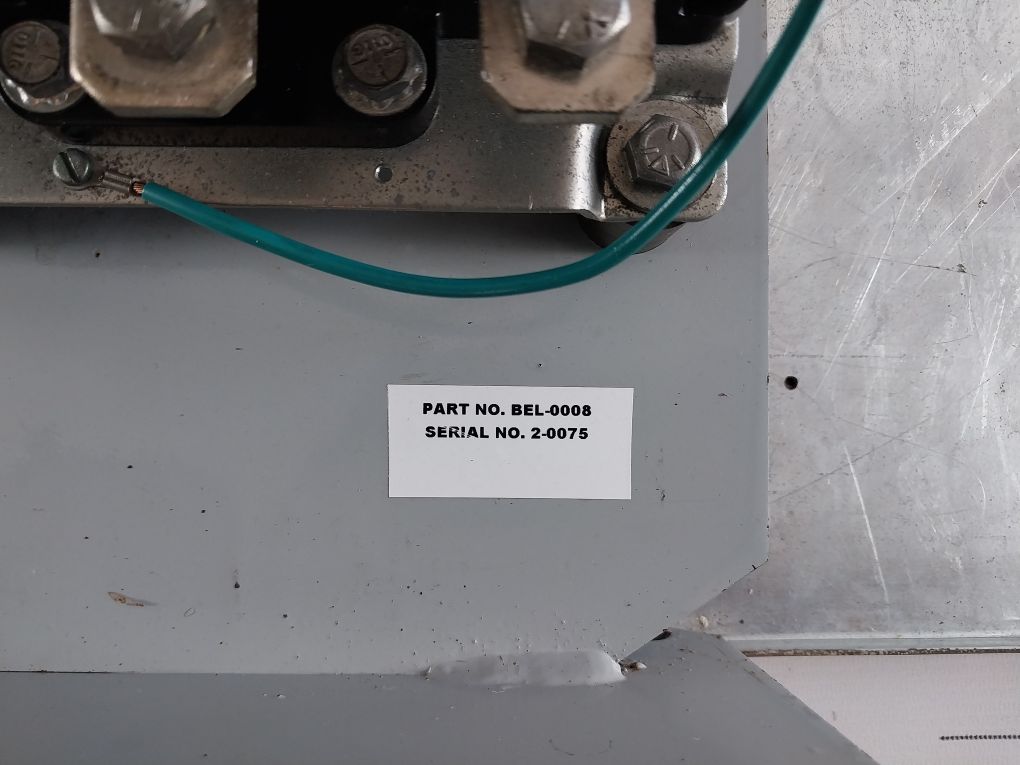 PART NO. BEL-0008
SERIAL NO. 2-0075